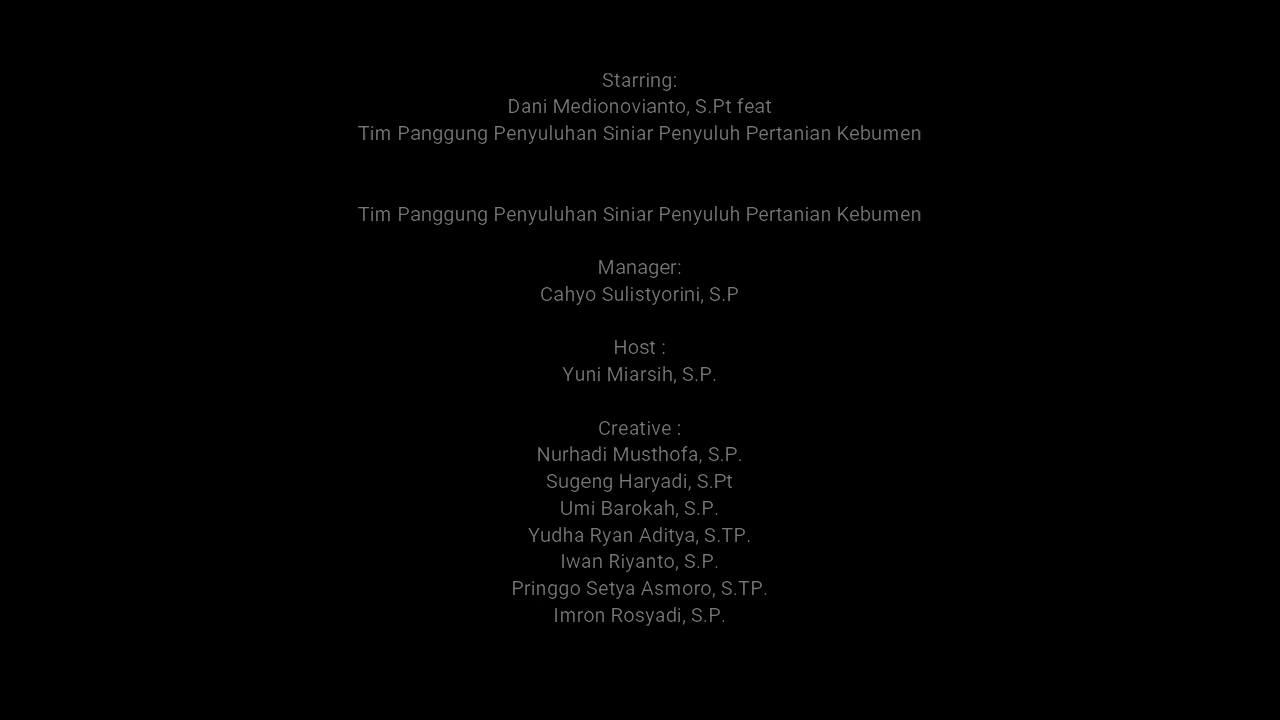 Starring:
Dani Medionovianto, S.Pt feat
Tim Panggung Penyuluhan Siniar Penyuluh Pertanian Kebumen
Tim Panggung Penyuluhan Siniar Penyuluh Pertanian Kebumen
Manager:
Cahyo Sulistyorini, S.P
Host :
Yuni Miarsih, S.P.
Creative :
Nurhadi Musthofa, S.P.
Sugeng Haryadi, S.Pt
Umi Barokah, S.P.
Yudha Ryan Aditya, S.TP.
Iwan Riyanto, S.P.
Pringgo Setya Asmoro, S.TP.
Imron Rosyadi, S.P.